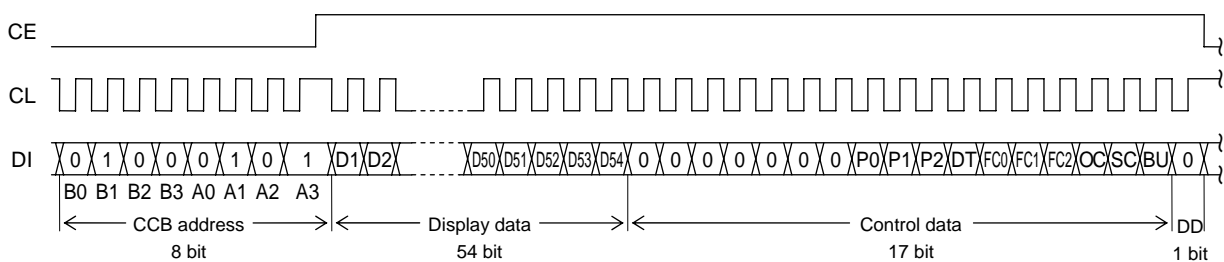 CE
CL
DI 0 1 0 0 0 1 0 1 D1 D2 D50 D51 D52 D53 D54 0 0 0 0 0 0 0 P0 P1 P2 DT FC0 FC1 FC2 OC SC BU 0
B0 B1 B2 B3 A0 A1 A2 A3
CCB address Display data Control data DD
8 bit 54 bit 17 bit 1 bit